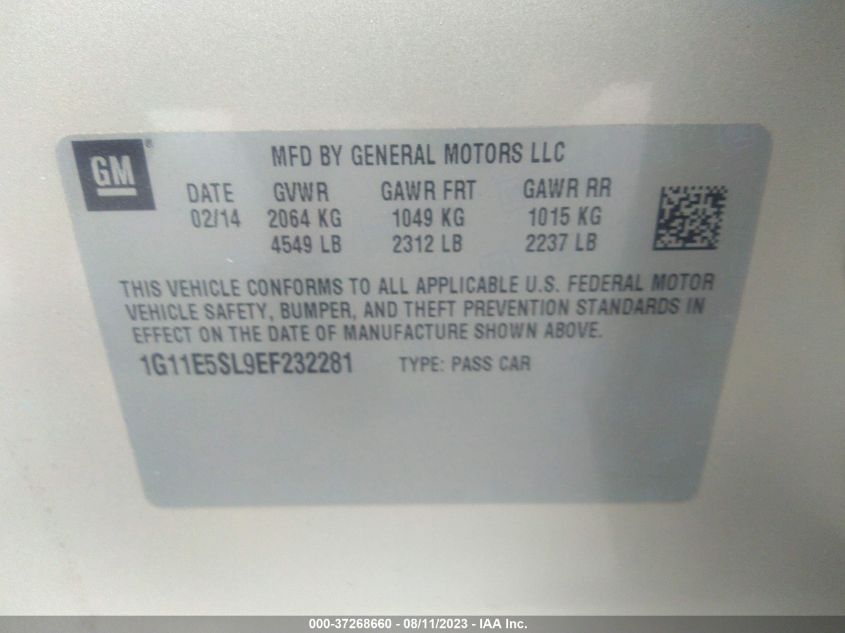 GM®
MFD BY GENERAL MOTORS LLC
DATE GVWR GAWR FRT GAWR RR
02/14 2064 KG 1049 KG 1015 KG
4549 LB 2312 LB 2237 LB
THIS VEHICLE CONFORMS TO ALL APPLICABLE U.S. FEDERAL MOTOR
VEHICLE SAFETY, BUMPER, AND THEFT PREVENTION STANDARDS IN
EFFECT ON THE DATE OF MANUFACTURE SHOWN ABOVE.
1G11E5SL9EF232281 TYPE: PASS CAR
000-37268660 - 08/11/2023 - IAA Inc.